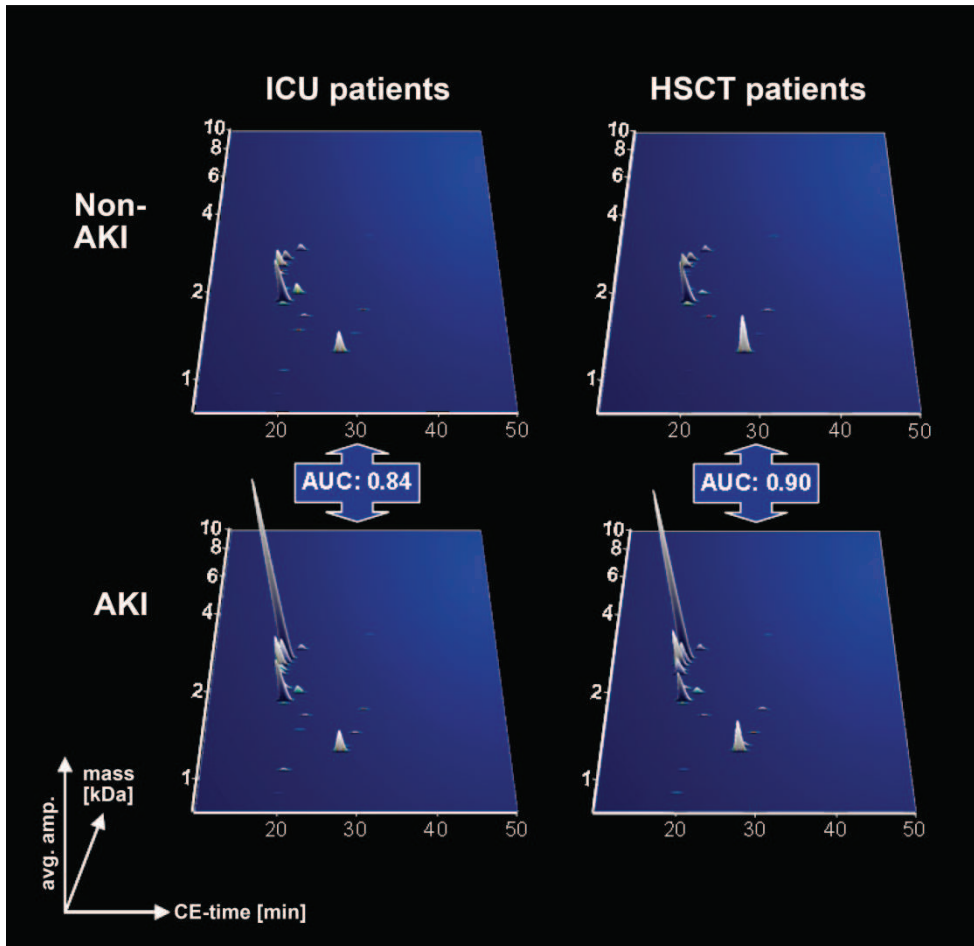 ICU patients
HSCT patients
Non-
AKI
10
8
6
4
2
1
20 30 40 50
10
8
6
4
2
1
20 30 40 50
AUC: 0.84
AUC: 0.90
AKI
10
8
6
4
2
1
20 30 40 50
10
8
6
4
2
1
20 30 40 50
avg. amp.
mass
[kDa]
CE-time [min]